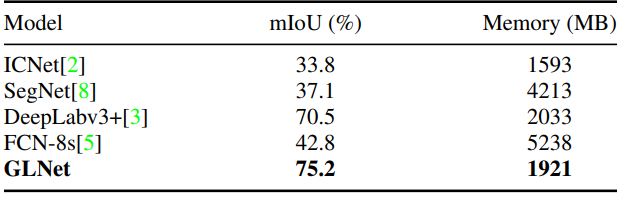 Model mIoU (%) Memory (MB)
ICNet[2] 33.8 1593
SegNet[8] 37.1 4213
DeepLabv3+[3] 70.5 2033
FCN-8s[5] 42.8 5238
GLNet 75.2 1921